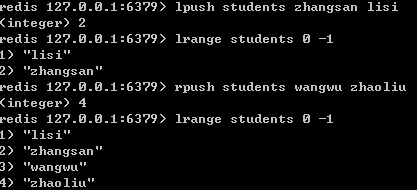 redis 127.0.0.1:6379> lpush students zhangsan lisi
(integer) 2
redis 127.0.0.1:6379> lrange students 0 -1
1) "lisi"
2) "zhangsan"
redis 127.0.0.1:6379> rpush students wangwu zhaoliu
(integer) 4
redis 127.0.0.1:6379> lrange students 0 -1
1) "lisi"
2) "zhangsan"
3) "wangwu"
4) "zhaoliu"